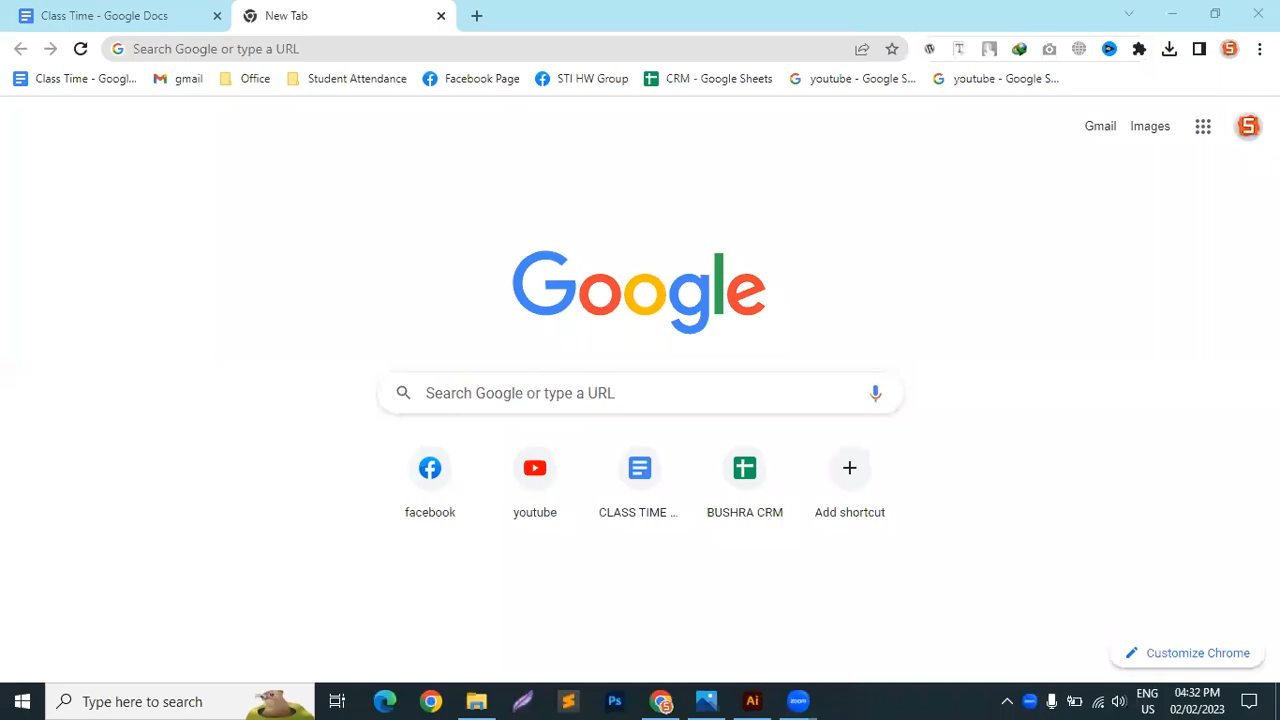 Class Time - Google Docs
New Tab
Search Google or type a URL
Class Time - Googl...
gmail
Office
Student Attendance
Facebook Page
STI HW Group
CRM - Google Sheets
youtube - Google S...
youtube - Google S...
Gmail
Images
Google
Search Google or type a URL
facebook
youtube
CLASS TIME ...
BUSHRA CRM
Add shortcut
Customize Chrome
Type here to search
Ps
Ai
zoom
ENG
US
04:32 PM
02/02/2023